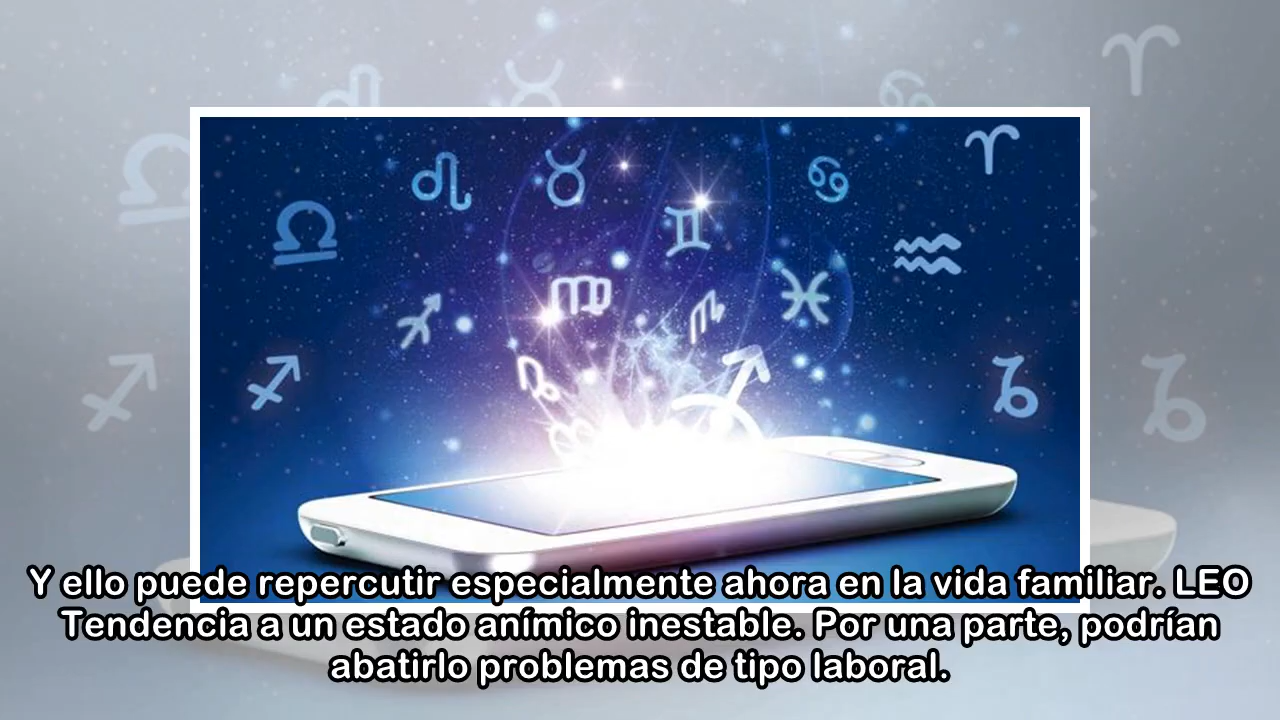 Y ello puede repercutir especialmente ahora en la vida familiar. LEO
Tendencia a un estado anímico inestable. Por una parte, podrían
abatirlo problemas de tipo laboral.